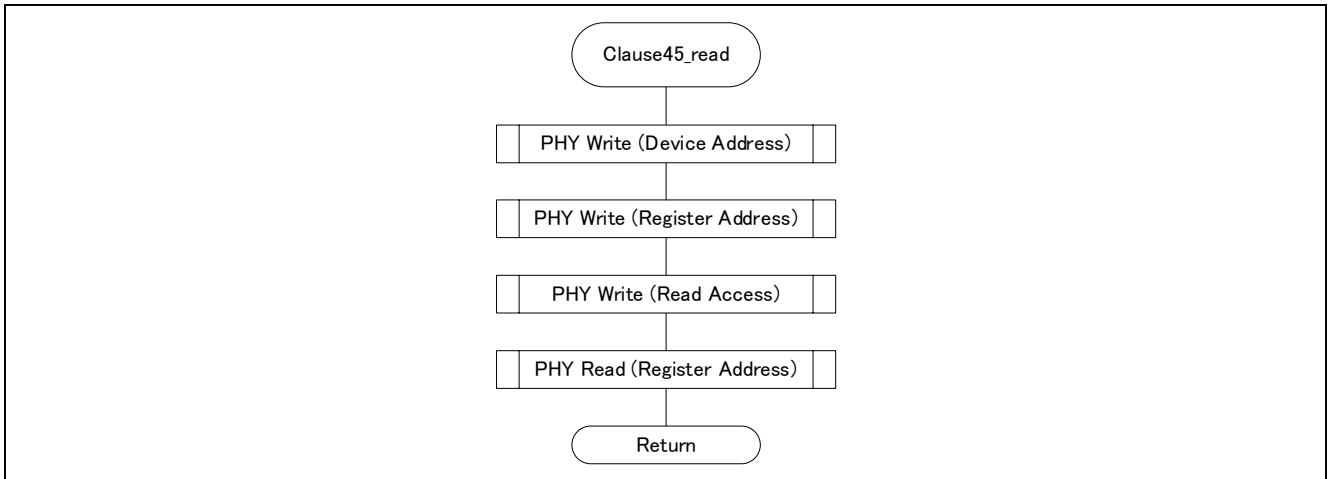 Clause45_read
PHY Write (Device Address)
PHY Write (Register Address)
PHY Write (Read Access)
PHY Read (Register Address)
Return